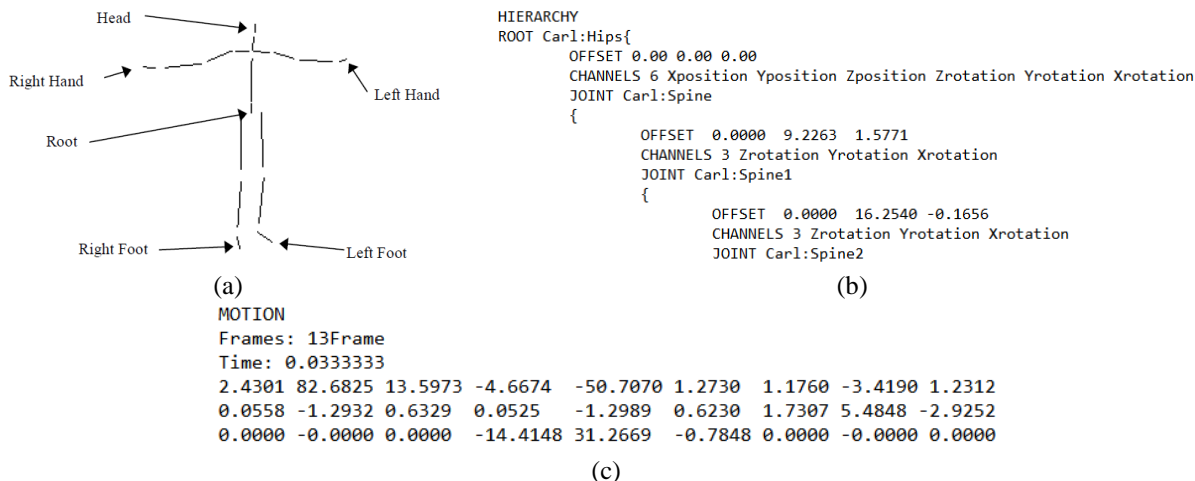 Head
Right Hand
Left Hand
Root
Right Foot
Left Foot
(a)
HIERARCHY
ROOT Carl:Hips{
OFFSET 0.00 0.00 0.00
CHANNELS 6 Xposition Yposition Zposition Zrotation Yrotation Xrotation
JOINT Carl:Spine
{
OFFSET 0.0000 9.2263 1.5771
CHANNELS 3 Zrotation Yrotation Xrotation
JOINT Carl:Spine1
{
OFFSET 0.0000 16.2540 -0.1656
CHANNELS 3 Zrotation Yrotation Xrotation
JOINT Carl:Spine2
(b)
MOTION
Frames: 13Frame
Time: 0.0333333
2.4301 82.6825 13.5973 -4.6674 -50.7070 1.2730 1.1760 -3.4190 1.2312
0.0558 -1.2932 0.6329 0.0525 -1.2989 0.6230 1.7307 5.4848 -2.9252
0.0000 -0.0000 0.0000 -14.4148 31.2669 -0.7848 0.0000 -0.0000 0.0000
(c)